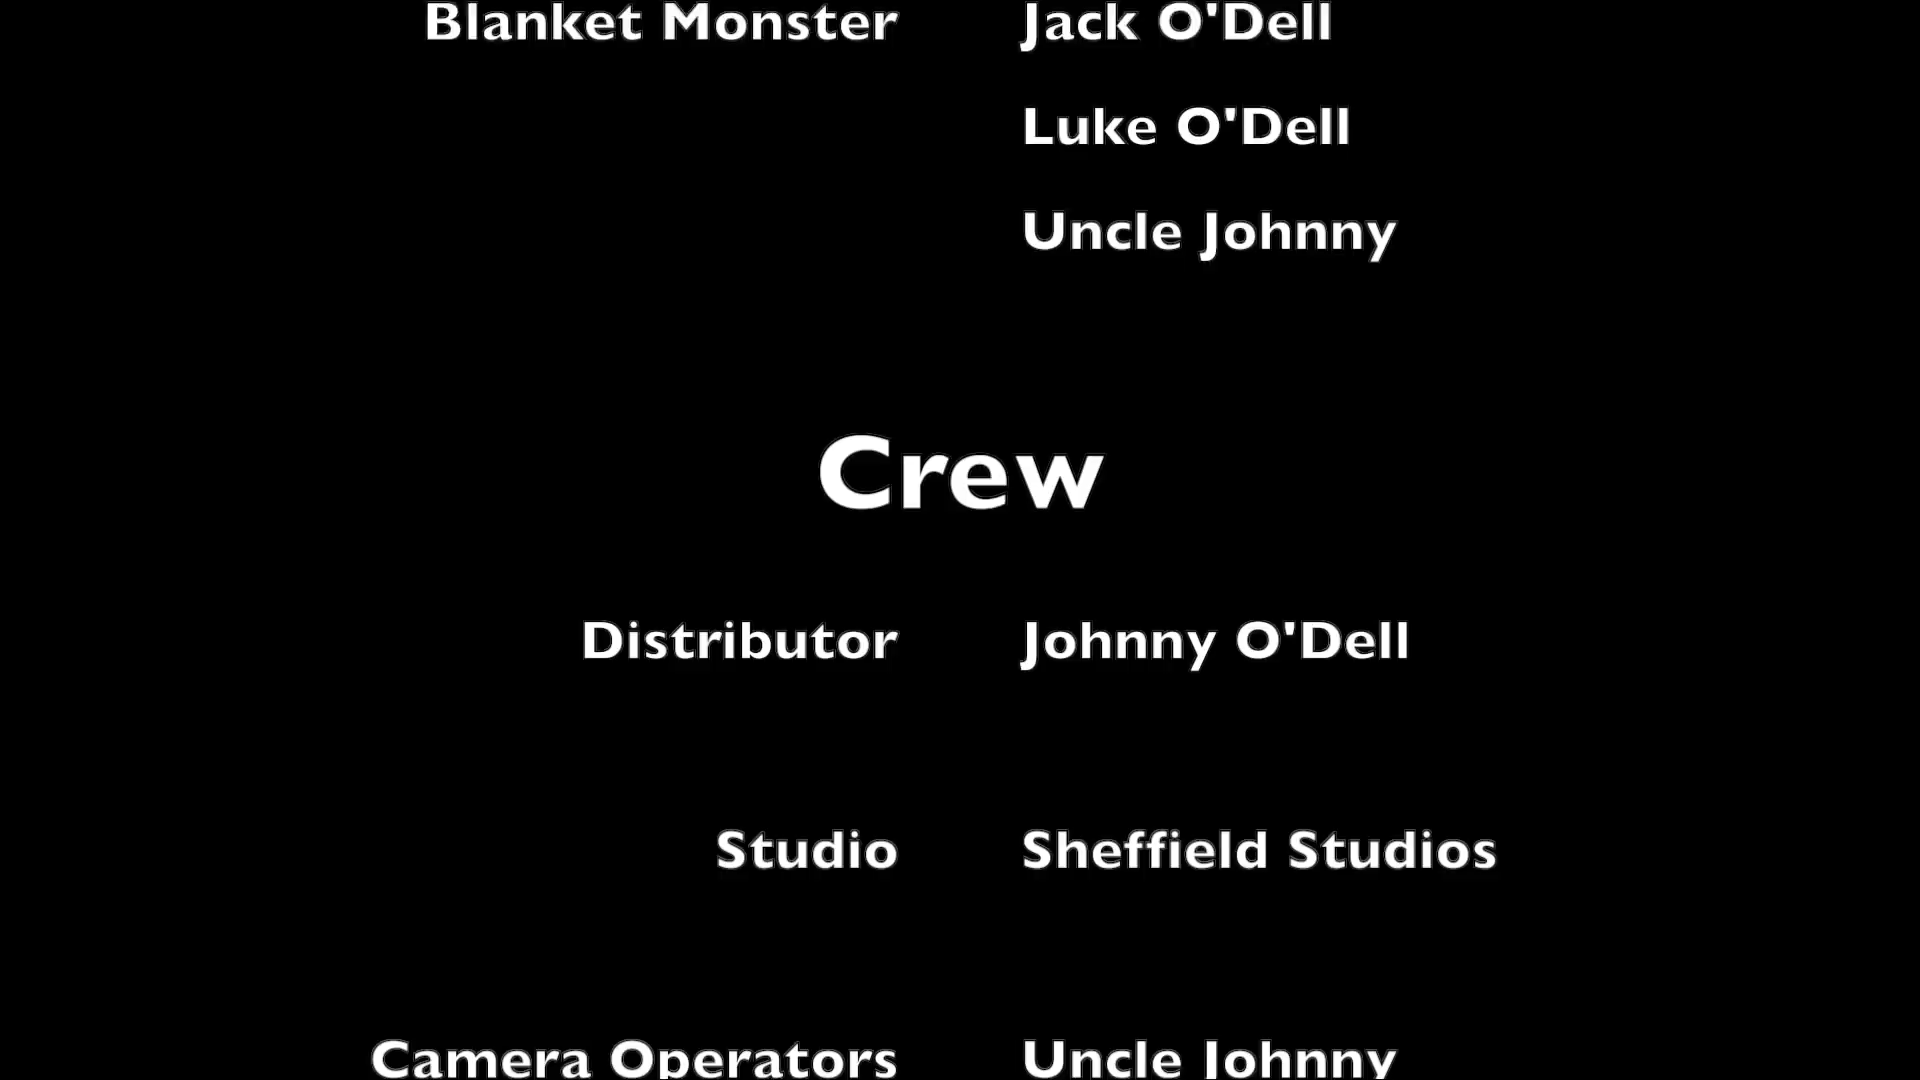 Blanket Monster Jack O'Dell
Luke O'Dell
Uncle Johnny
Crew
Distributor Johnny O'Dell
Studio Sheffield Studios
Camera Operators Uncle Johnny